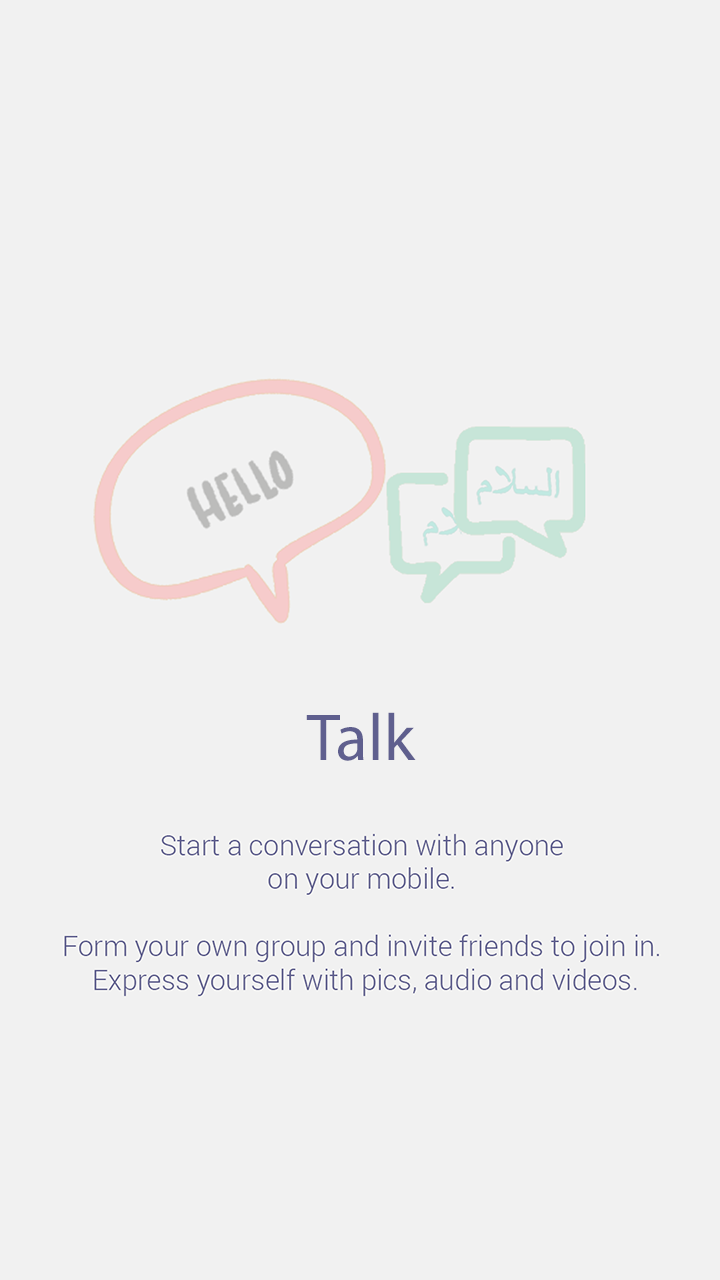 HELLO
السلام
لام
Talk
Start a conversation with anyone
on your mobile.
Form your own group and invite friends to join in.
Express yourself with pics, audio and videos.